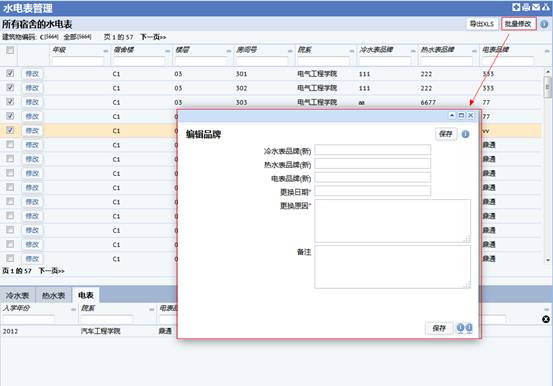 水电表管理
所有宿舍的水电表 导出XLS 批量修改
建筑物编码: C[5664] 全部[5664] 页 1 的 57 下一页>>
年级 宿舍楼 楼层 房间号 院系 冷水表品牌 热水表品牌 电表品牌
修改 C1 03 301 电气工程学院 111 222 333
修改 C1 03 302 电气工程学院 111 222 333
修改 C1 03 303 电气工程学院 aa 6677 77
修改 C1 0 77
修改 C1 0 vv
修改 C1 0 鼎通
修改 C1 0 鼎通
修改 C1 0 鼎通
修改 C1 0 鼎通
修改 C1 0 鼎通
修改 C1 0 鼎通
修改 C1 0 鼎通
修改 C1 0 鼎通
修改 C1 0 鼎通
页 1 的 57 下一页>>
冷水表 热水表 电表
入学年份 院系 电表品
2012 汽车工程学院 鼎通
编辑品牌 保存
冷水表品牌(新)
热水表品牌(新)
电表品牌(新)
更换日期*
更换原因*
备注
保存